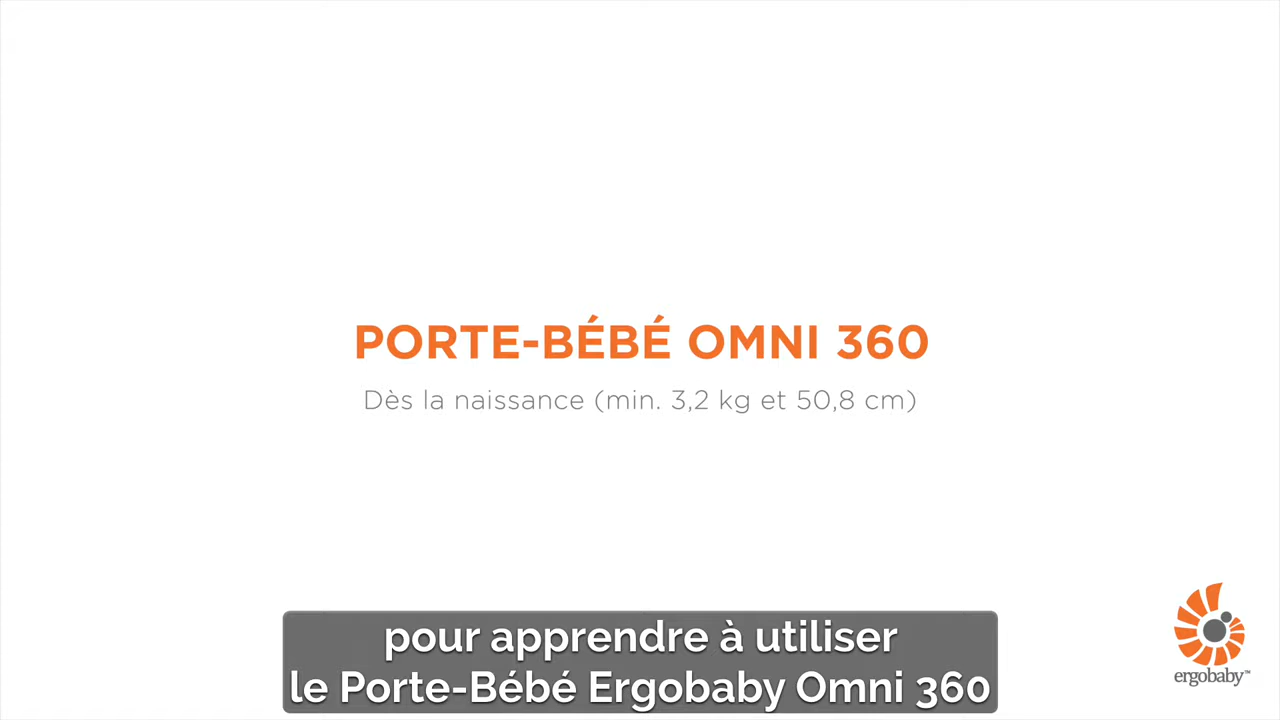 PORTE-BÉBÉ OMNI 360
Dès la naissance (min. 3,2 kg et 50,8 cm)
pour apprendre à utiliser
le Porte-Bébé Ergobaby Omni 360
ergobaby™